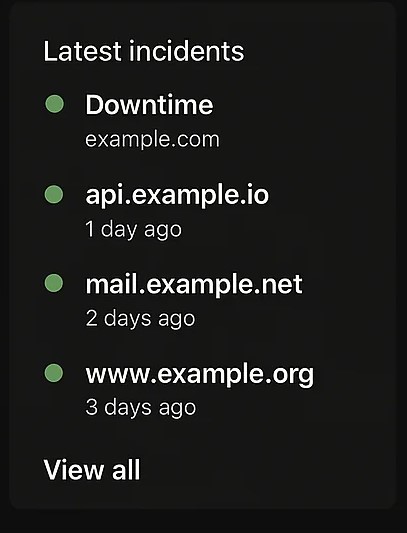 Latest incidents
Downtime
example.com
api.example.io
1 day ago
mail.example.net
2 days ago
www.example.org
3 days ago
View all